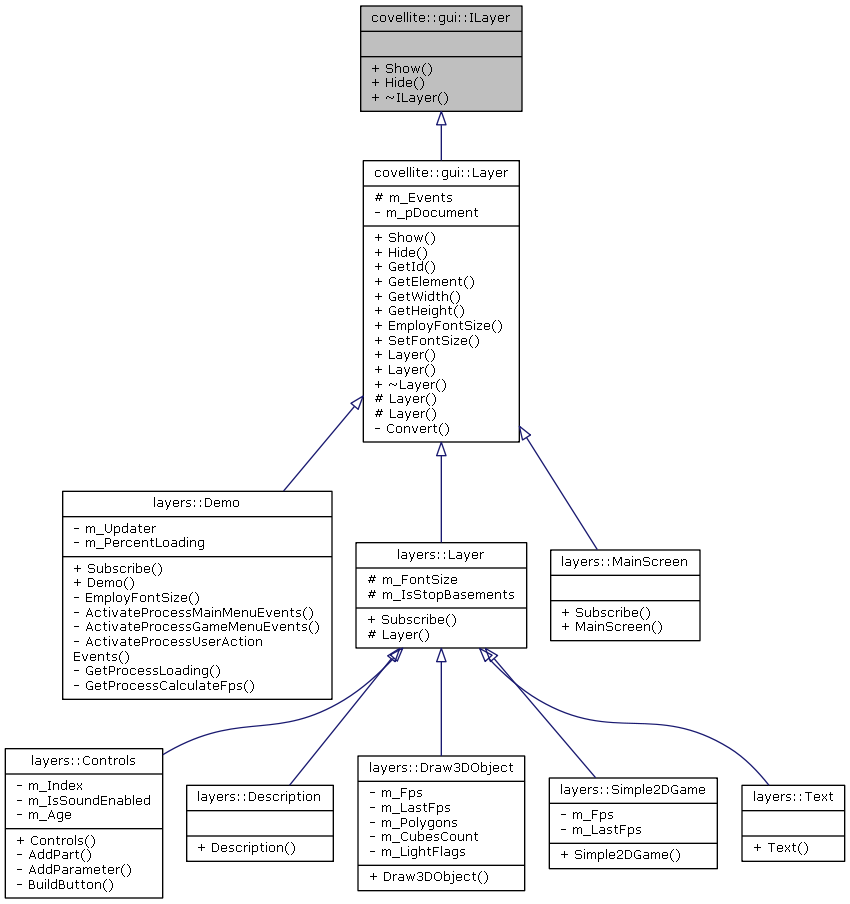 covellite::gui::ILayer
+ Show()
+ Hide()
+ ~ILayer()
covellite::gui::Layer
# m_Events
- m_pDocument
+ Show()
+ Hide()
+ GetId()
+ GetElement()
+ GetWidth()
+ GetHeight()
+ EmployFontSize()
+ SetFontSize()
+ Layer()
+ Layer()
+ ~Layer()
# Layer()
# Layer()
- Convert()
layers::Demo
- m_Updater
- m_PercentLoading
+ Subscribe()
+ Demo()
- EmployFontSize()
- ActivateProcessMainMenuEvents()
- ActivateProcessGameMenuEvents()
- ActivateProcessUserAction
Events()
- GetProcessLoading()
- GetProcessCalculateFps()
layers::Layer
# m_FontSize
# m_IsStopBasements
+ Subscribe()
# Layer()
layers::MainScreen
+ Subscribe()
+ MainScreen()
layers::Controls
- m_Index
- m_IsSoundEnabled
- m_Age
+ Controls()
- AddPart()
- AddParameter()
- BuildButton()
layers::Description
+ Description()
layers::Draw3DObject
- m_Fps
- m_LastFps
- m_Polygons
- m_CubesCount
- m_LightFlags
+ Draw3DObject()
layers::Simple2DGame
- m_Fps
- m_LastFps
+ Simple2DGame()
layers::Text
+ Text()